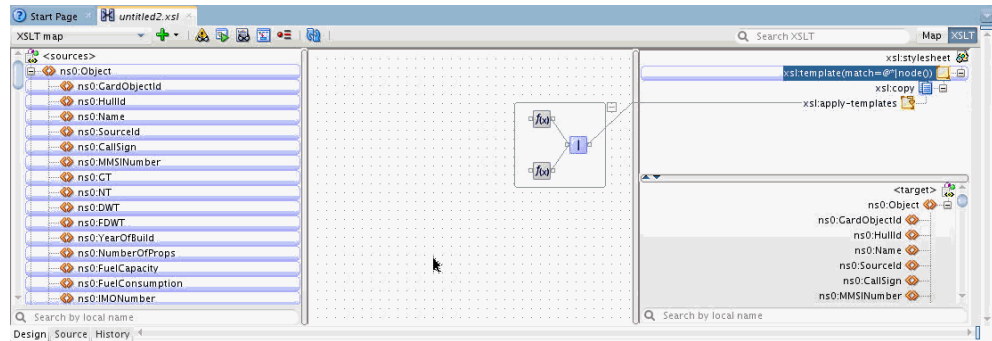 Start Page untitled2.xsl
XSLT map Search XSLT Map XSLT
<sources>
ns0:Object
ns0:GardObjectId
ns0:HullId
ns0:Name
ns0:SourceId
ns0:CallSign
ns0:MMSINumber
ns0:GT
ns0:NT
ns0:DWT
ns0:FDWT
ns0:YearOfBuild
ns0:NumberOfProps
ns0:FuelCapacity
ns0:FuelConsumption
ns0:IMONumber
Search by local name
f(x)
f(x)
xsl:stylesheet
xsl:template(match=@*|node())
xsl:copy
xsl:apply-templates
<target>
ns0:Object
ns0:GardObjectId
ns0:HullId
ns0:Name
ns0:SourceId
ns0:CallSign
ns0:MMSINumber
Search by local name
Design Source History